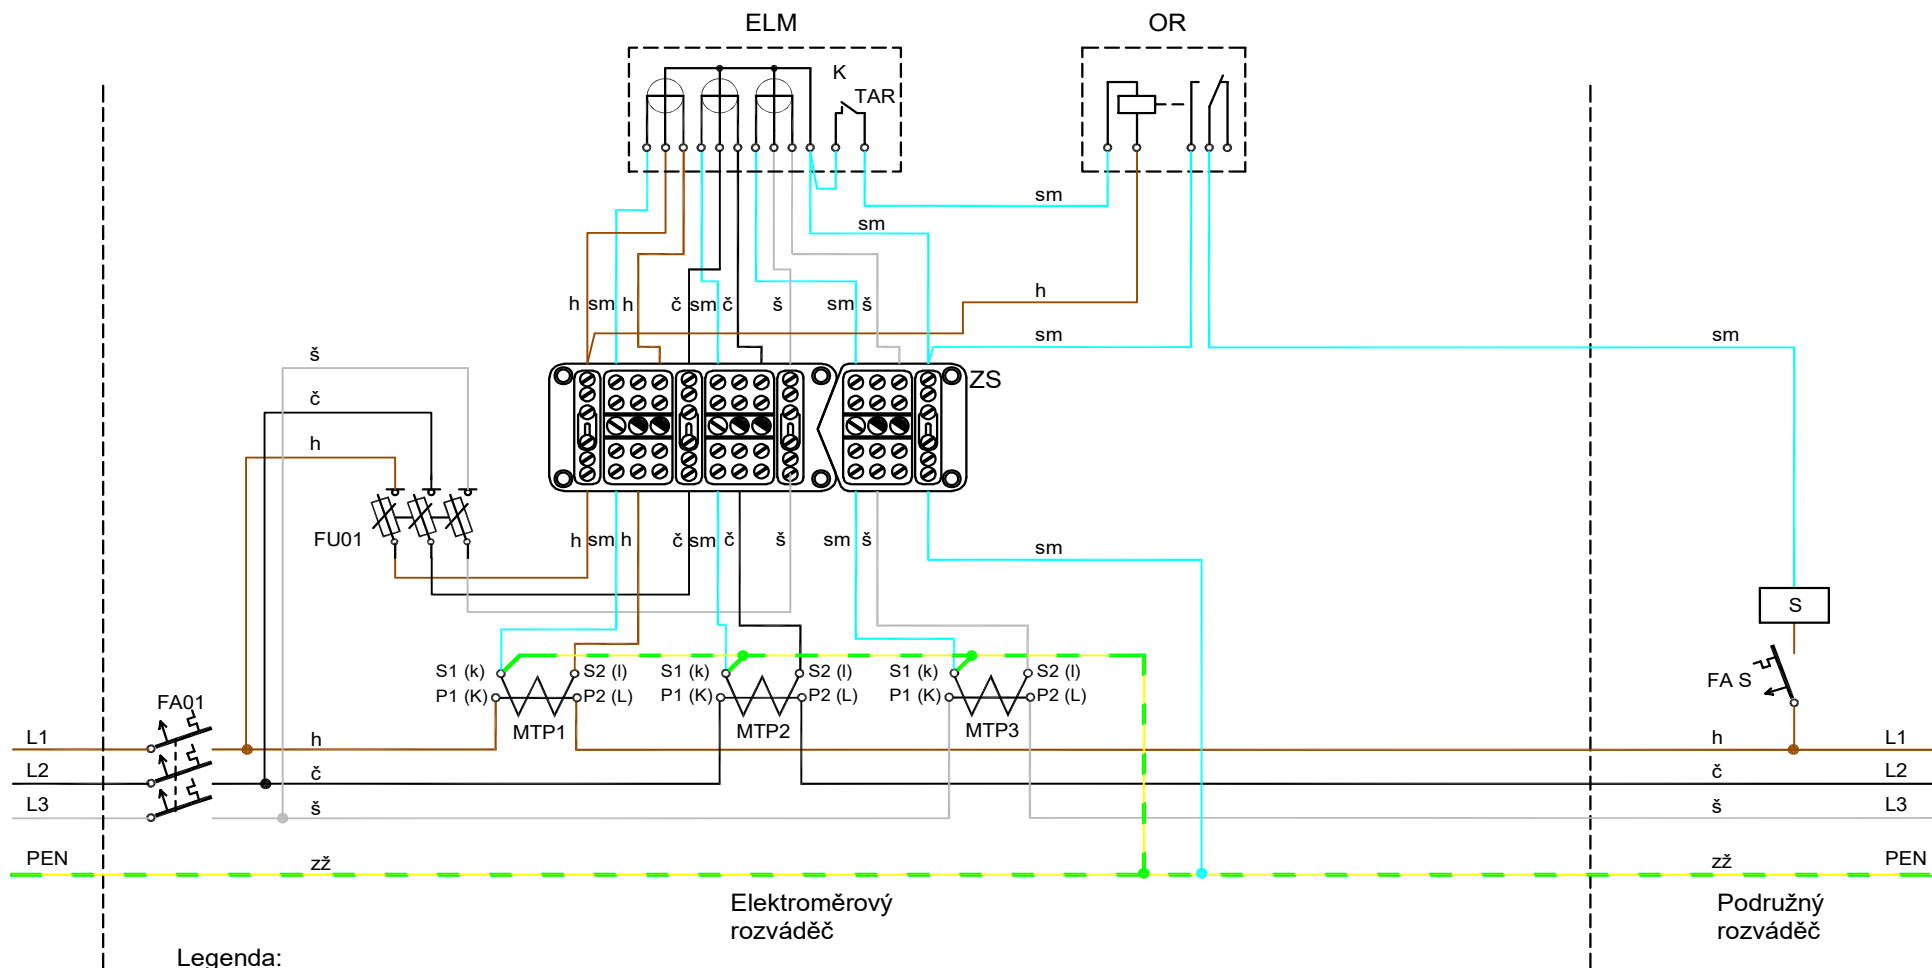 ELM
OR
K
TAR
sm
sm
h sm h č sm č š sm š
h
sm
sm
š
č
h
ZS
FU01
h sm h č sm č š sm š
sm
S
S1 (k) S2 (l) S1 (k) S2 (l) S1 (k) S2 (l)
P1 (K) P2 (L) P1 (K) P2 (L) P1 (K) P2 (L)
FA S
FA01
MTP1 MTP2 MTP3
L1 h h L1
L2 č č L2
L3 š š L3
PEN zž zž PEN
Elektroměrový
rozváděč
Podružný
rozváděč
Legenda: